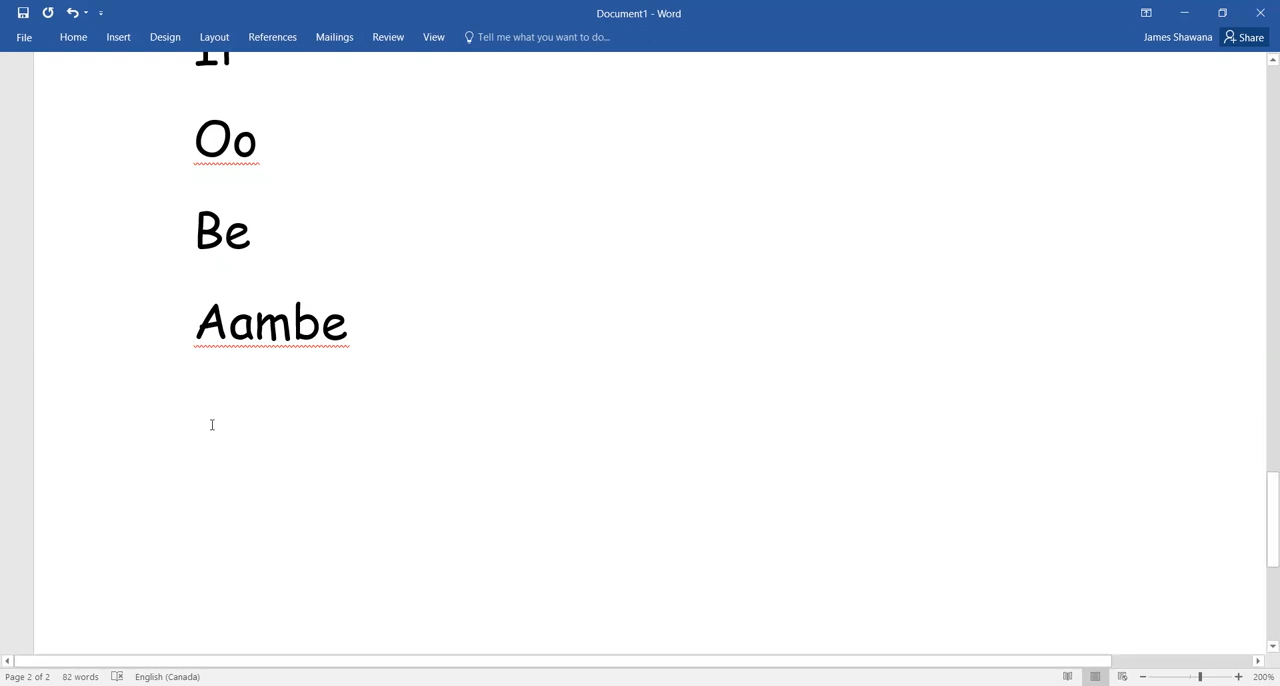 Document1 - Word
File Home Insert Design Layout References Mailings Review View Tell me what you want to do... James Shawana Share
Oo
Be
Aambe
Page 2 of 2 82 words English (Canada) 200%